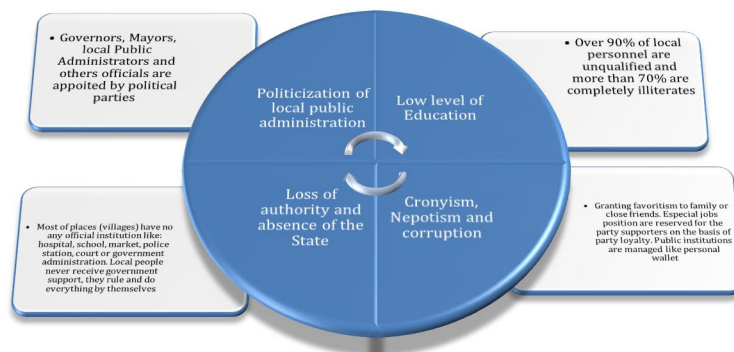 • Governors, Mayors,
local Public
Administrators and
others officials are
appoited by political
parties
Politicization of
local public
administration
Low level of
Education
• Over 90% of local
personnel are
unqualified and
more than 70% are
completely illiterates
• Most of places (villages) have no
any official institution like:
hospital, school, market, police
station, court or government
administration. Local people
never receive government
support, they rule and do
everything by themselves
Loss of
authority and
absence of the
State
Cronyism,
Nepotism and
corruption
• Granting favoritism to family or
close friends. Especial jobs
position are reserved for the
party supporters on the basis of
party loyalty. Public institutions
are managed like personal
wallet